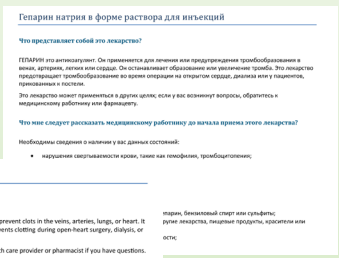 Гепарин натрия в форме раствора для инъекций
Что представляет собой это лекарство?
ГЕПАРИН это антикоагулянт. Он применяется для лечения или предупреждения тромбообразования в
венах, артериях, легких или сердце. Он останавливает образование или увеличение тромба. Это лекарство
предотвращает тромбообразование во время операции на открытом сердце, диализа или у пациентов,
прикованных к постели.
Это лекарство может применяться в других целях; если у вас возникнут вопросы, обратитесь к
медицинскому работнику или фармацевту.
Что мне следует рассказать медицинскому работнику до начала приема этого лекарства?
Необходимы сведения о наличии у вас данных состояний:
• нарушения свертываемости крови, такие как гемофилия, тромбоцитопения;
парин, бензиловый спирт или сульфиты;
ругие лекарства, пищевые продукты, красители или
ости;
prevent clots in the veins, arteries, lungs, or heart. It
ents clotting during open-heart surgery, dialysis, or
th care provider or pharmacist if you have questions.